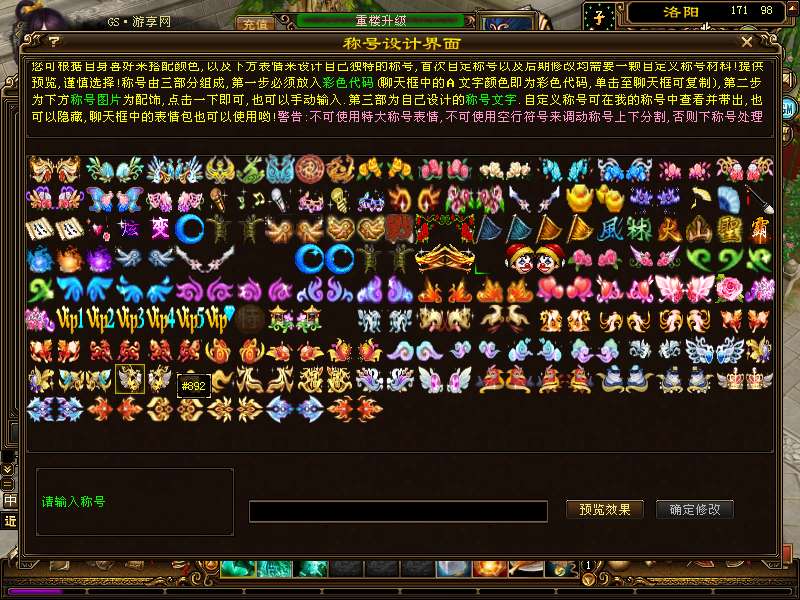 GS·游享网
充值
重楼升级
子
洛阳
171 98
?
称号设计界面
您可根据自身喜好来搭配颜色,以及下方表情来设计自己独特的称号,首次自定称号以及后期修改均需要一颗自定义称号材料!提供
预览,谨慎选择!称号由三部分组成,第一步必须放入彩色代码(聊天框中的A 文字颜色即为彩色代码,单击至聊天框可复制),第二步
为下方称号图片为配饰,点击一下即可,也可以手动输入.第三部为自己设计的称号文字.自定义称号可在我的称号中查看并带出,也
可以隐藏,聊天框中的表情包也可以使用哟!警告:不可使用特大称号表情,不可使用空行符号来调动称号上下分割,否则下称号处理
变
风 林 火 山 聖 霸
Vip1 Vip2 Vip3 Vip4 Vip5 Vip
#892
请输入称号
预览效果
确定修改
中
近
1